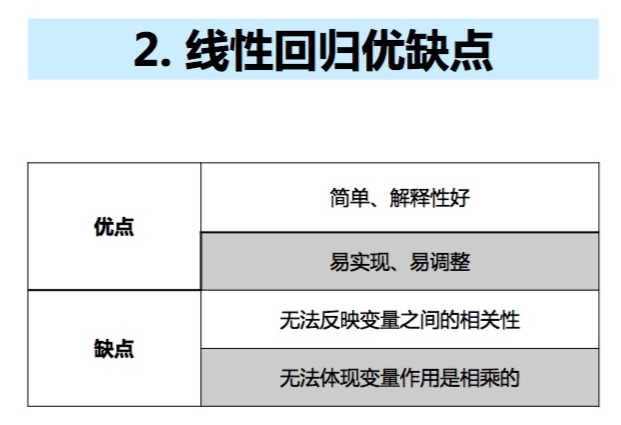 2. 线性回归优缺点
优点
简单、解释性好
易实现、易调整
缺点
无法反映变量之间的相关性
无法体现变量作用是相乘的